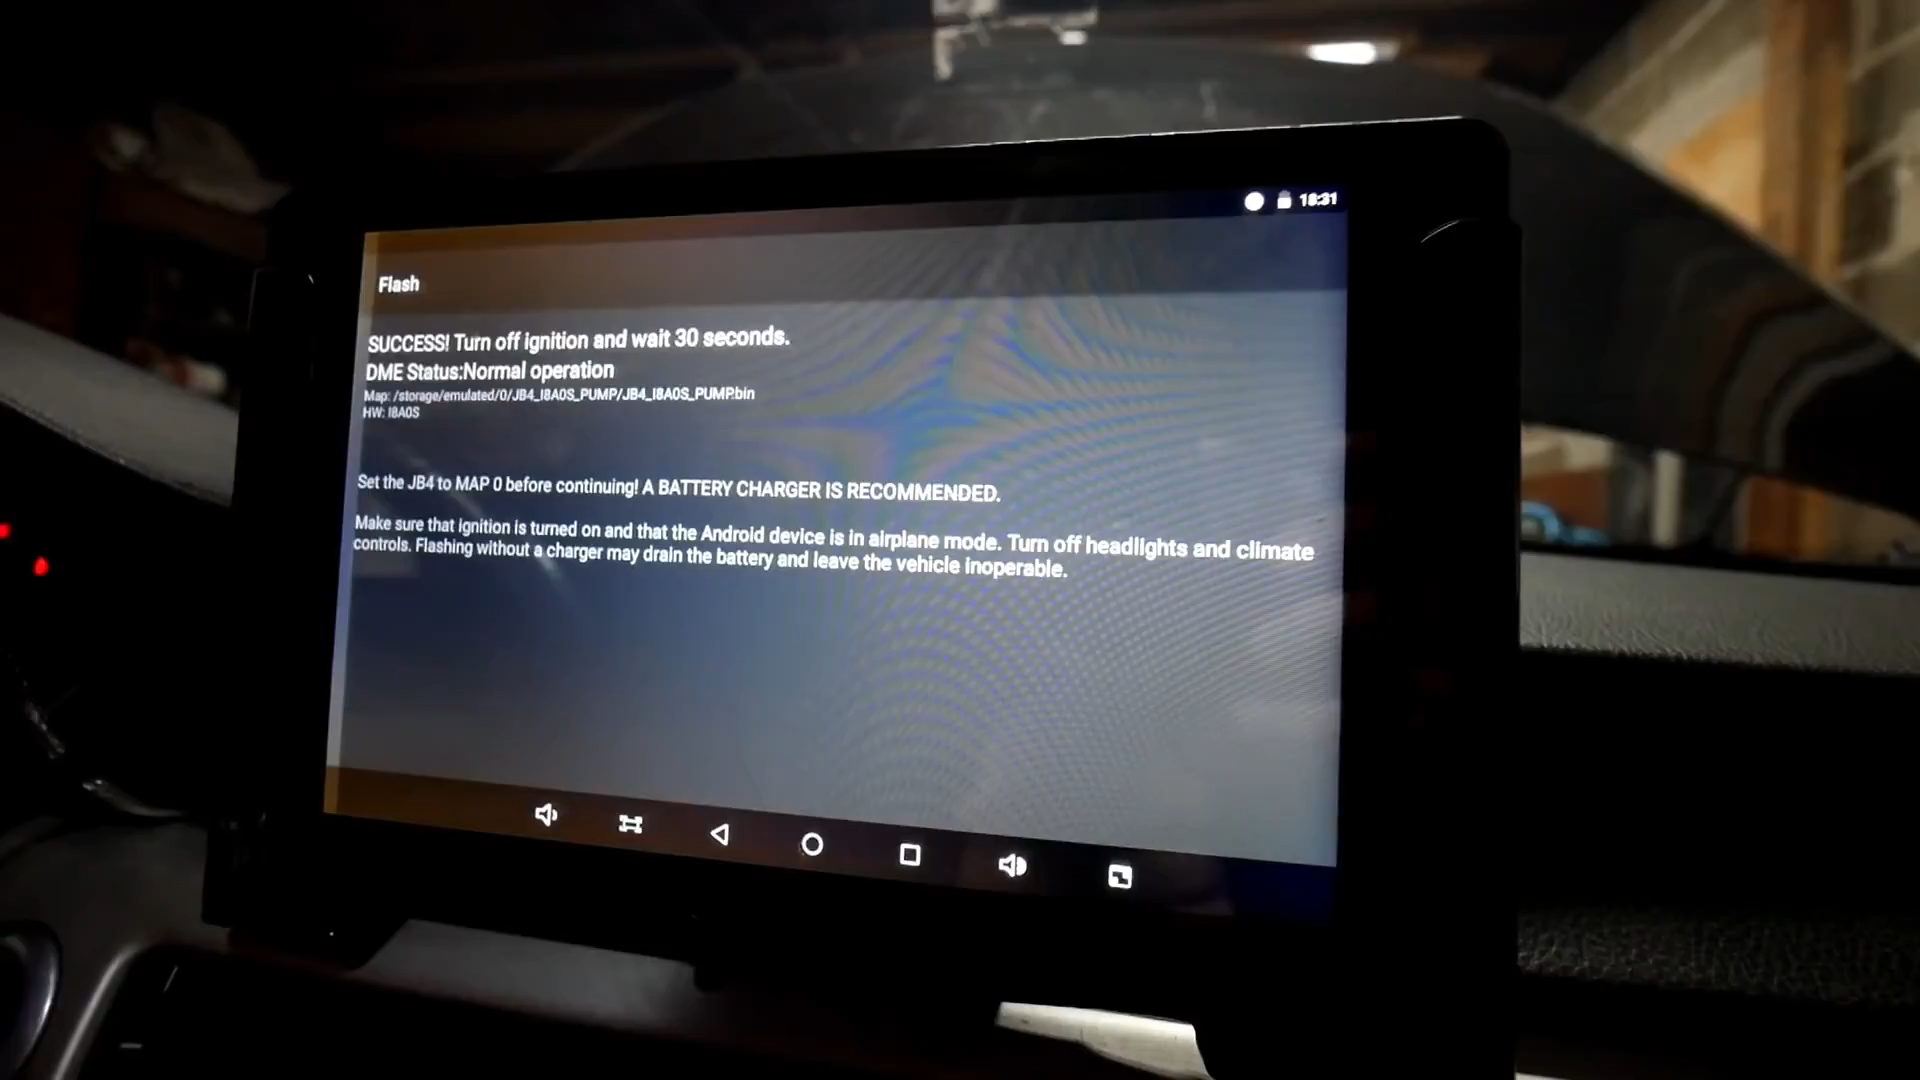 18:31
Flash
SUCCESS! Turn off ignition and wait 30 seconds.
DME Status:Normal operation
Map: /storage/emulated/0/JB4_I8A0S_PUMP/JB4_I8A0S_PUMP.bin
HW: I8A0S
Set the JB4 to MAP 0 before continuing! A BATTERY CHARGER IS RECOMMENDED.
Make sure that ignition is turned on and that the Android device is in airplane mode. Turn off headlights and climate
controls. Flashing without a charger may drain the battery and leave the vehicle inoperable.